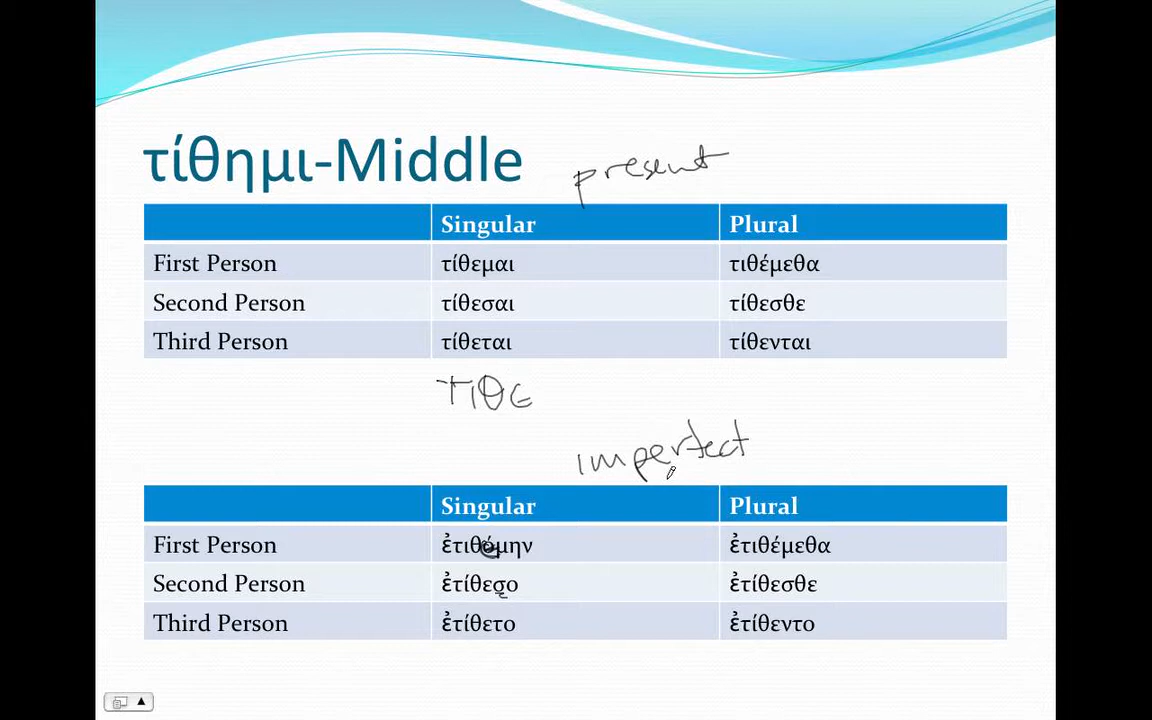 τίθημι-Middle
present
Singular Plural
First Person τίθεμαι τιθέμεθα
Second Person τίθεσαι τίθεσθε
Third Person τίθεται τίθενται
τιθε
imperfect
Singular Plural
First Person ἐτιθόμην ἐτιθέμεθα
Second Person ἐτίθεσο ἐτίθεσθε
Third Person ἐτίθετο ἐτίθεντο